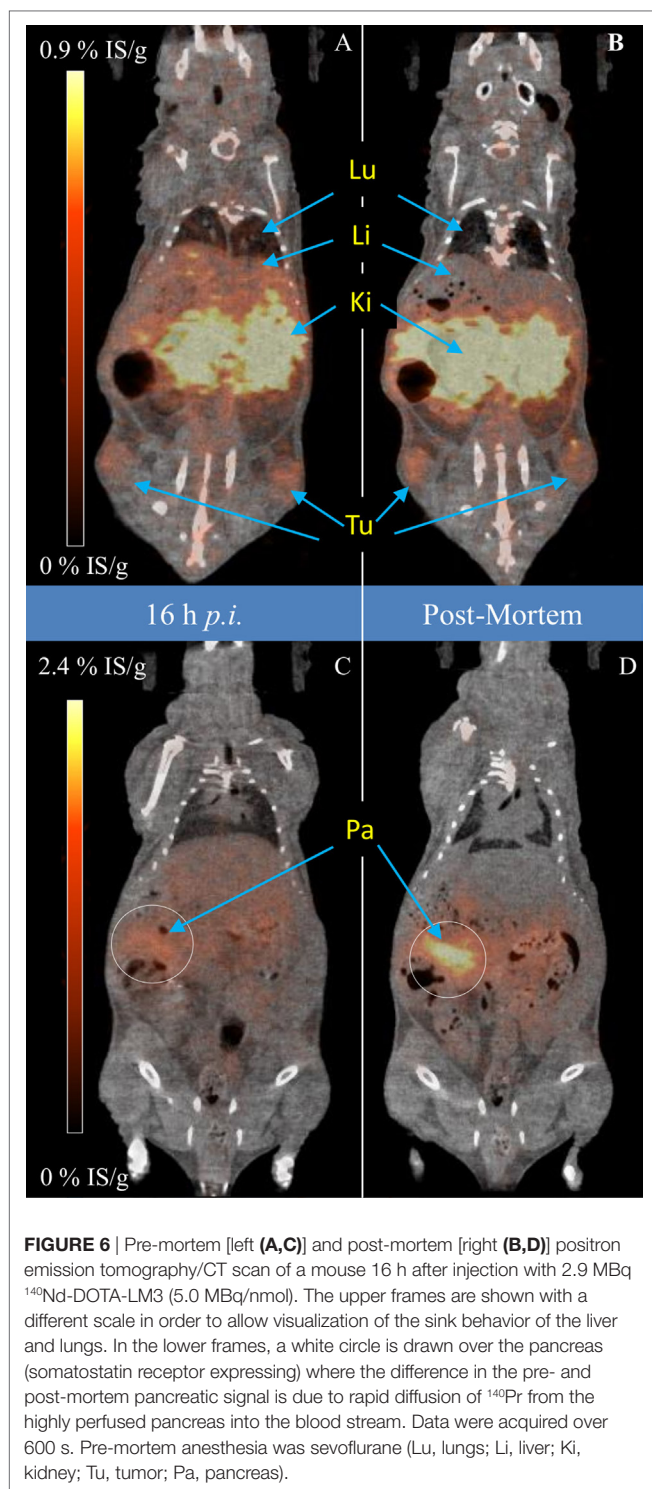 0.9 % IS/g
A
B
Lu
Li
Ki
Tu
0 % IS/g
16 h p.i.
Post-Mortem
2.4 % IS/g
C
D
Pa
0 % IS/g
FIGURE 6 | Pre-mortem [left (A,C)] and post-mortem [right (B,D)] positron
emission tomography/CT scan of a mouse 16 h after injection with 2.9 MBq
¹⁴⁰Nd-DOTA-LM3 (5.0 MBq/nmol). The upper frames are shown with a
different scale in order to allow visualization of the sink behavior of the liver
and lungs. In the lower frames, a white circle is drawn over the pancreas
(somatostatin receptor expressing) where the difference in the pre- and
post-mortem pancreatic signal is due to rapid diffusion of ¹⁴⁰Pr from the
highly perfused pancreas into the blood stream. Data were acquired over
600 s. Pre-mortem anesthesia was sevoflurane (Lu, lungs; Li, liver; Ki,
kidney; Tu, tumor; Pa, pancreas).